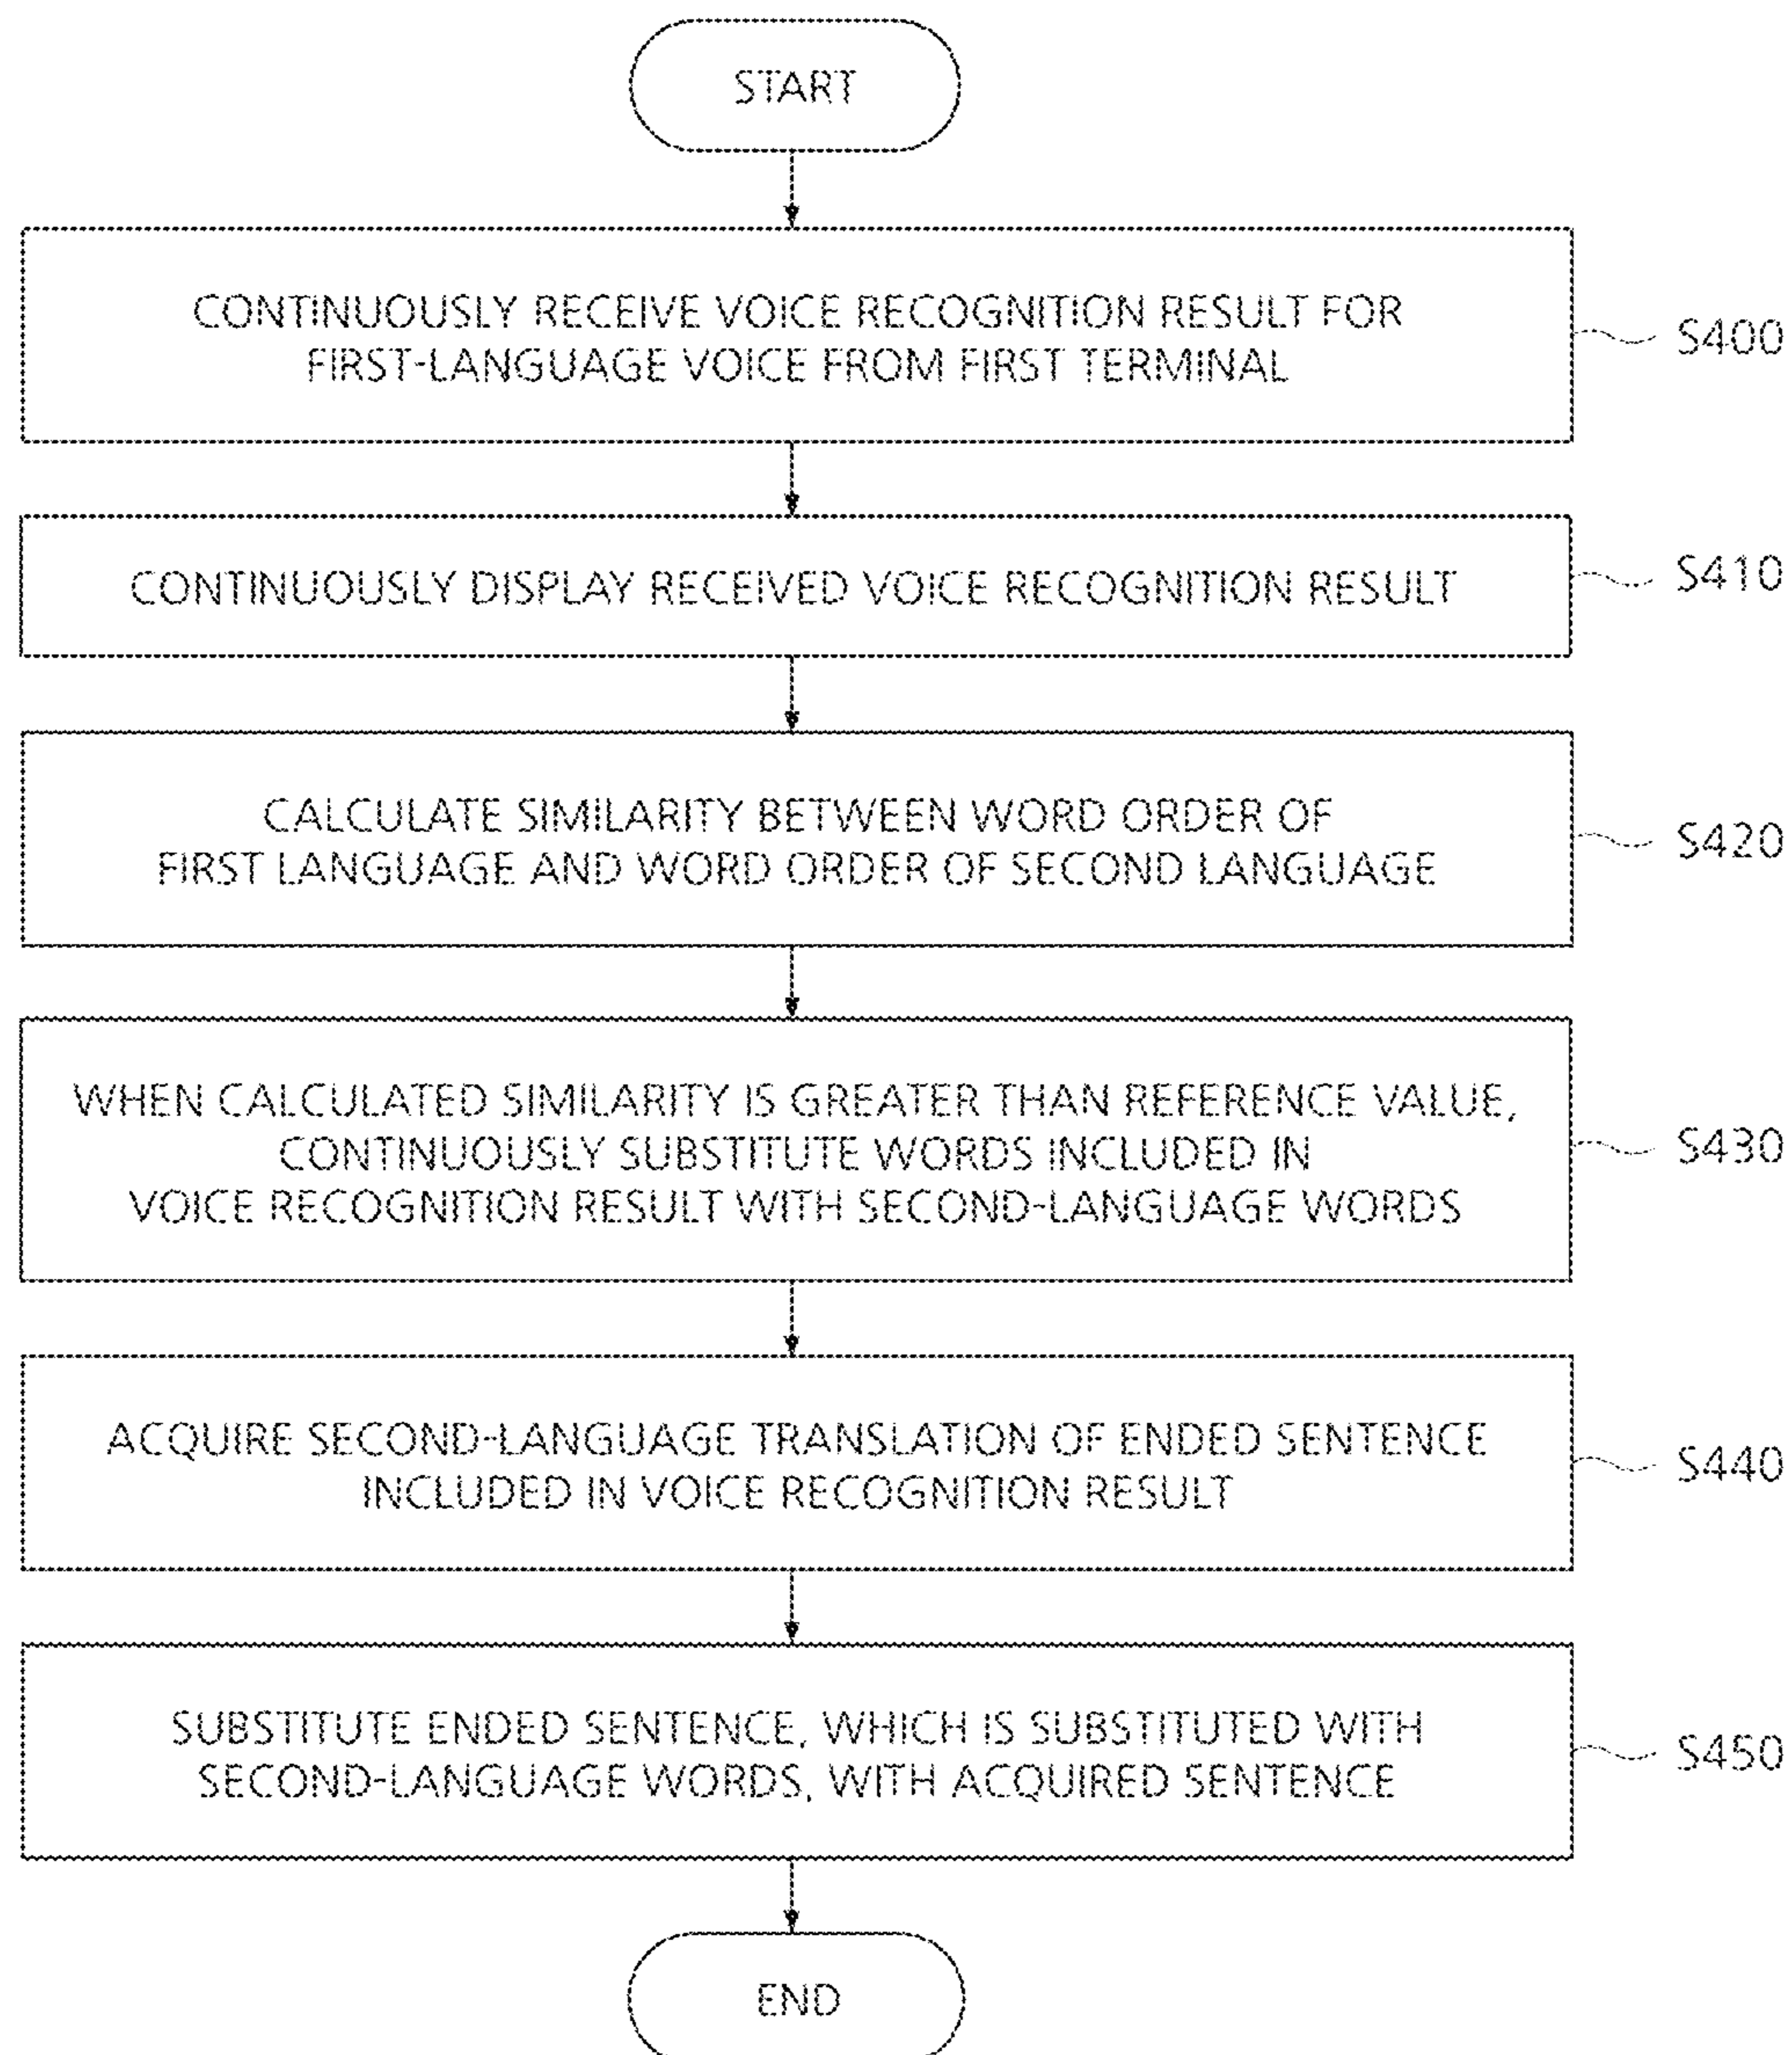 START
CONTINUOUSLY RECEIVE VOICE RECOGNITION RESULT FOR
FIRST-LANGUAGE VOICE FROM FIRST TERMINAL
S400
CONTINUOUSLY DISPLAY RECEIVED VOICE RECOGNITION RESULT
S410
CALCULATE SIMILARITY BETWEEN WORD ORDER OF
FIRST LANGUAGE AND WORD ORDER OF SECOND LANGUAGE
S420
WHEN CALCULATED SIMILARITY IS GREATER THAN REFERENCE VALUE,
CONTINUOUSLY SUBSTITUTE WORDS INCLUDED IN
VOICE RECOGNITION RESULT WITH SECOND-LANGUAGE WORDS
S430
ACQUIRE SECOND-LANGUAGE TRANSLATION OF ENDED SENTENCE
INCLUDED IN VOICE RECOGNITION RESULT
S440
SUBSTITUTE ENDED SENTENCE, WHICH IS SUBSTITUTED WITH
SECOND-LANGUAGE WORDS, WITH ACQUIRED SENTENCE
S450
END